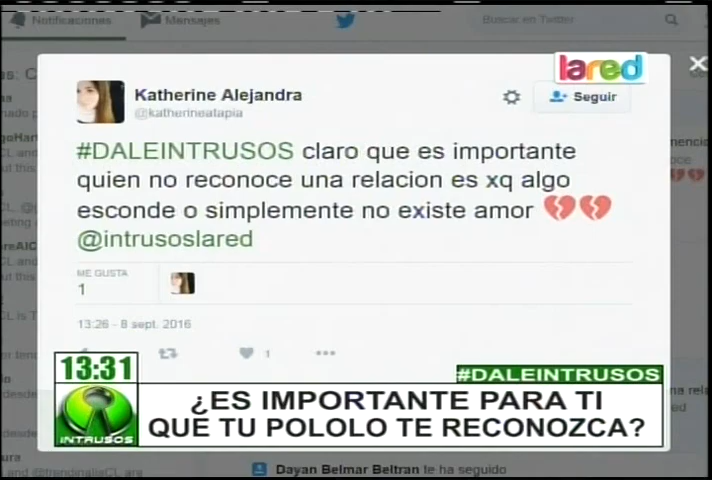 Notificaciones
Mensajes
Buscar en Twitter
lared
Katherine Alejandra
@katherinealapia
Seguir
#DALEINTRUSOS claro que es importante
quien no reconoce una relacion es xq algo
esconde o simplemente no existe amor 💔💔
@intrusoslared
ME GUSTA
1
13:26 - 8 sept. 2016
1
13:31
#DALEINTRUSOS
INTRUSOS
¿ES IMPORTANTE PARA TI
QUE TU POLOLO TE RECONOZCA?
Dayan Belmar Beltran te ha seguido